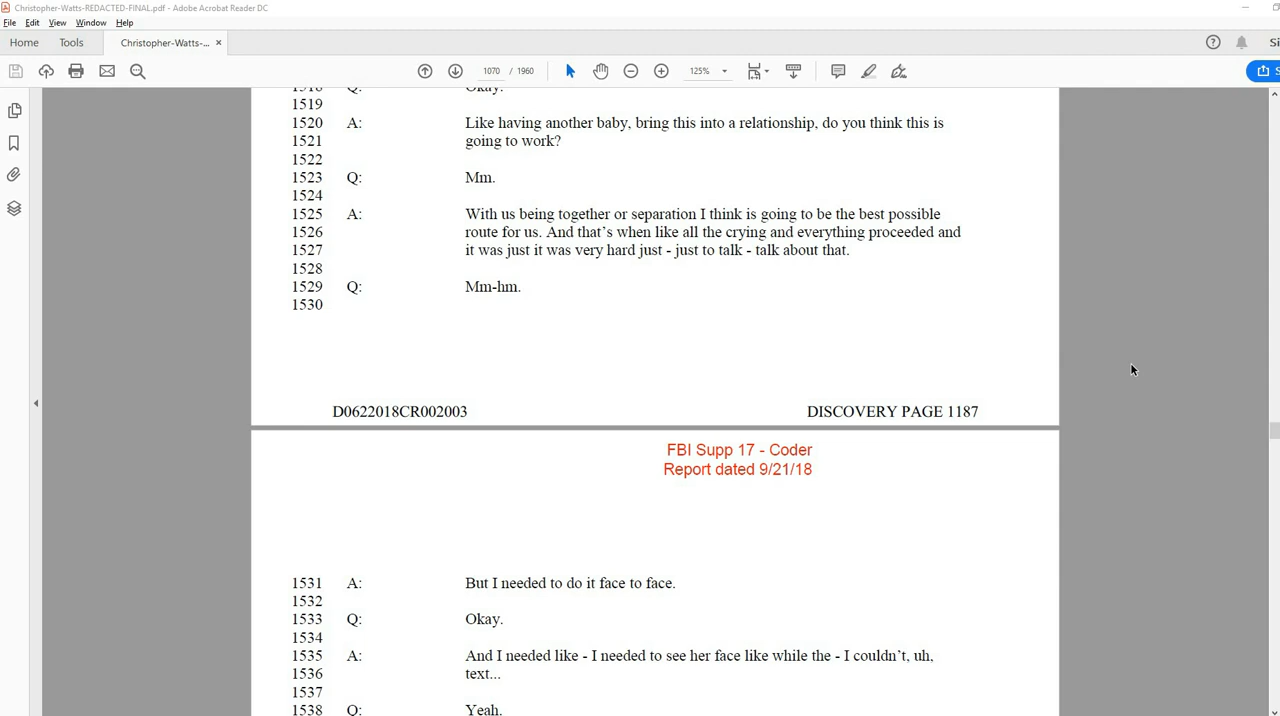 Christopher-Watts-REDACTED-FINAL.pdf - Adobe Acrobat Reader DC
File Edit View Window Help
Home Tools Christopher-Watts-... × Si
1070 / 1960 125%
1518 Q: Okay.
1519
1520 A: Like having another baby, bring this into a relationship, do you think this is
1521 going to work?
1522
1523 Q: Mm.
1524
1525 A: With us being together or separation I think is going to be the best possible
1526 route for us. And that's when like all the crying and everything proceeded and
1527 it was just it was very hard just - just to talk - talk about that.
1528
1529 Q: Mm-hm.
1530
D0622018CR002003 DISCOVERY PAGE 1187
FBI Supp 17 - Coder
Report dated 9/21/18
1531 A: But I needed to do it face to face.
1532
1533 Q: Okay.
1534
1535 A: And I needed like - I needed to see her face like while the - I couldn't, uh,
1536 text...
1537
1538 Q: Yeah.